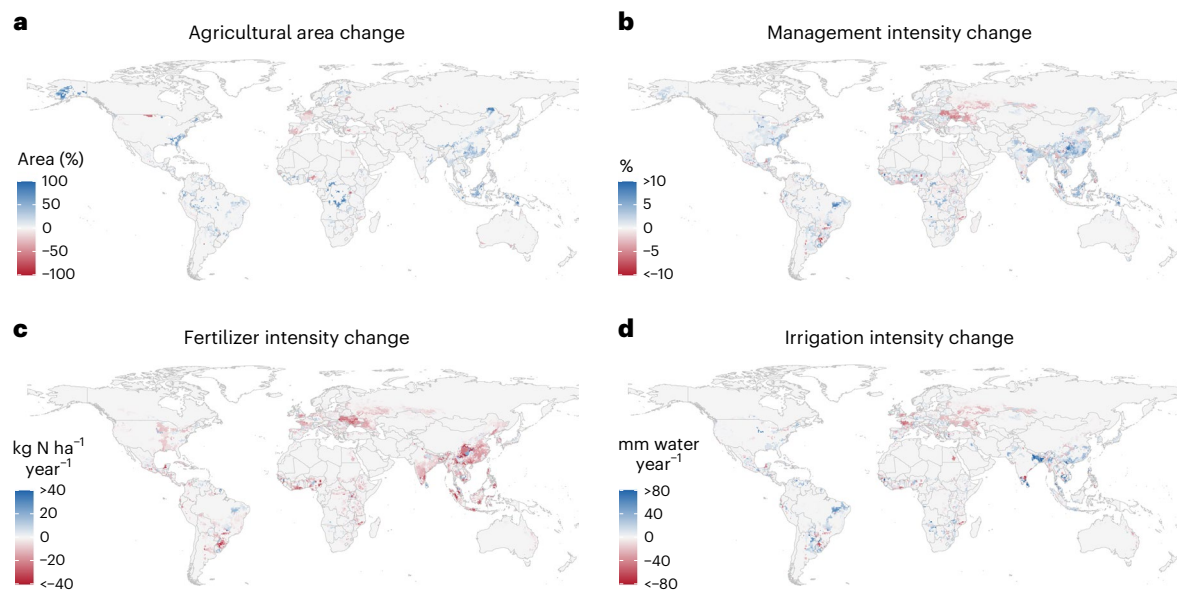 a
Agricultural area change
Area (%)
100
50
0
−50
−100
b
Management intensity change
%
>10
5
0
−5
<−10
c
Fertilizer intensity change
kg N ha⁻¹
year⁻¹
>40
20
0
−20
<−40
d
Irrigation intensity change
mm water
year⁻¹
>80
40
0
−40
<−80